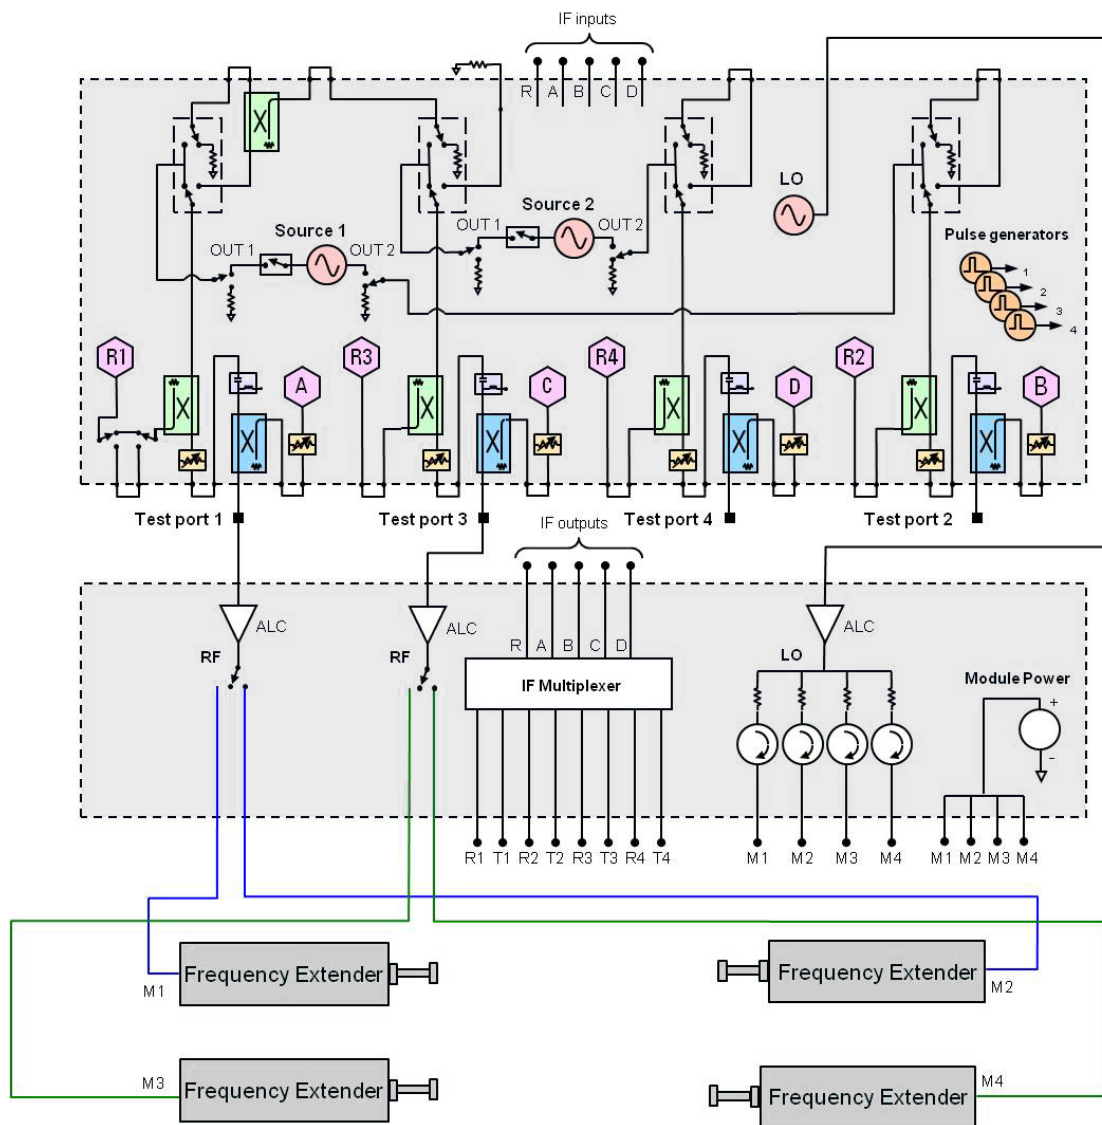 IF inputs
R A B C D
LO
Source 1
Source 2
OUT 1
OUT 2
OUT 1
OUT 2
Pulse generators
1
2
3
4
R1
A
R3
C
R4
D
R2
B
X
X
X
X
X
X
X
X
X
Test port 1
Test port 3
Test port 4
Test port 2
IF outputs
ALC
RF
ALC
RF
R A B C D
IF Multiplexer
ALC
LO
Module Power
+
-
R1 T1 R2 T2 R3 T3 R4 T4
M1 M2 M3 M4
M1 M2 M3 M4
Frequency Extender
M1
Frequency Extender
M2
M3
Frequency Extender
M4
Frequency Extender